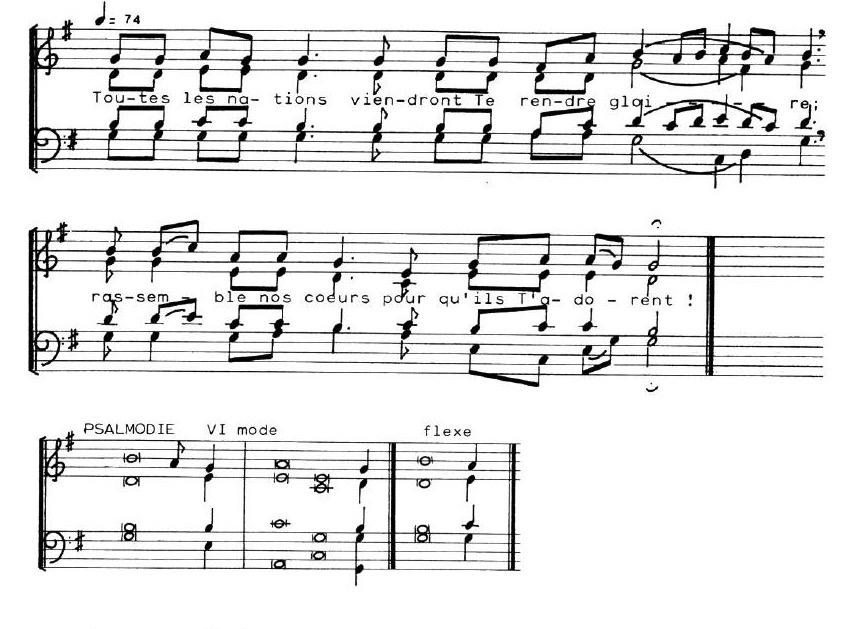 ♩= 74
Tou-tes les na- tions vien-dront Te ren-dre gloi - - - - re;
ras-sem - ble nos coeurs pour qu'ils T'a- do - rent !
PSALMODIE VI mode flexe